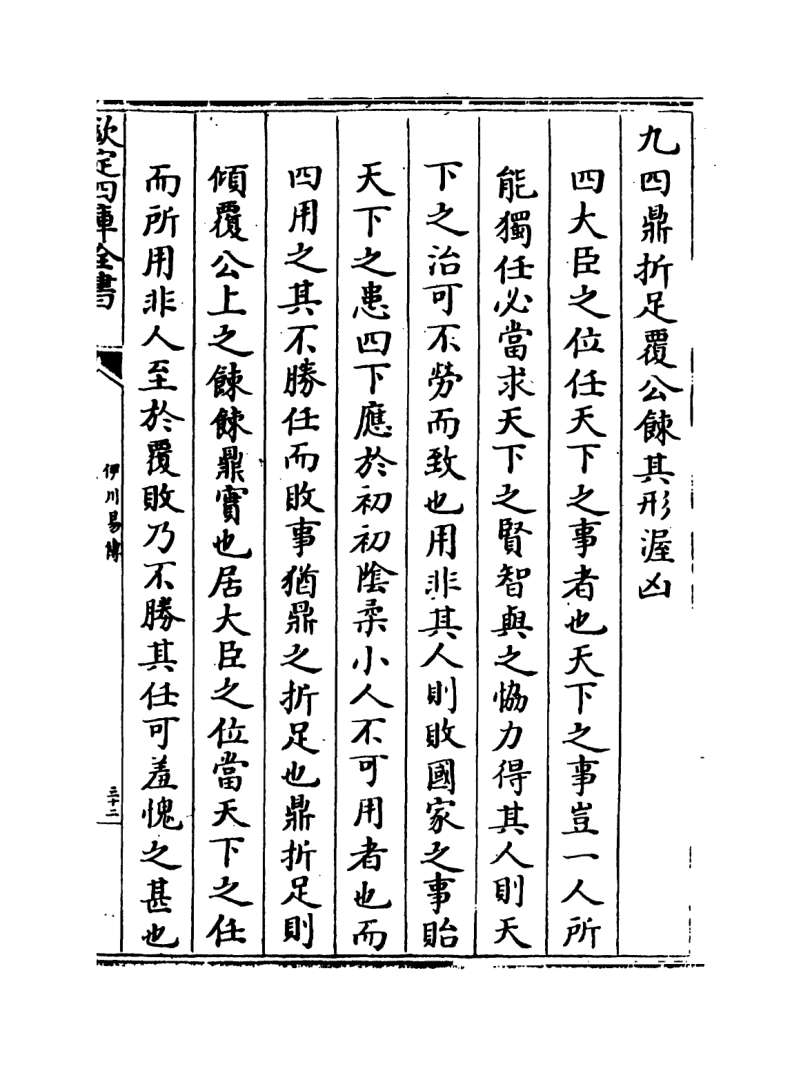 九四鼎折足覆公餗其形渥凶
四大臣之位任天下之事者也天下之事豈一人所
能獨任必當求天下之賢智與之恊力得其人則天
下之治可不勞而致也用非其人則敗國家之事貽
天下之患四下應於初初陰柔小人不可用者也而
四用之其不勝任而敗事猶鼎之折足也鼎折足則
傾覆公上之餗餗鼎實也居大臣之位當天下之任
而所用非人至於覆敗乃不勝其任可羞愧之甚也
欽定四庫全書
伊川易傳
三十二